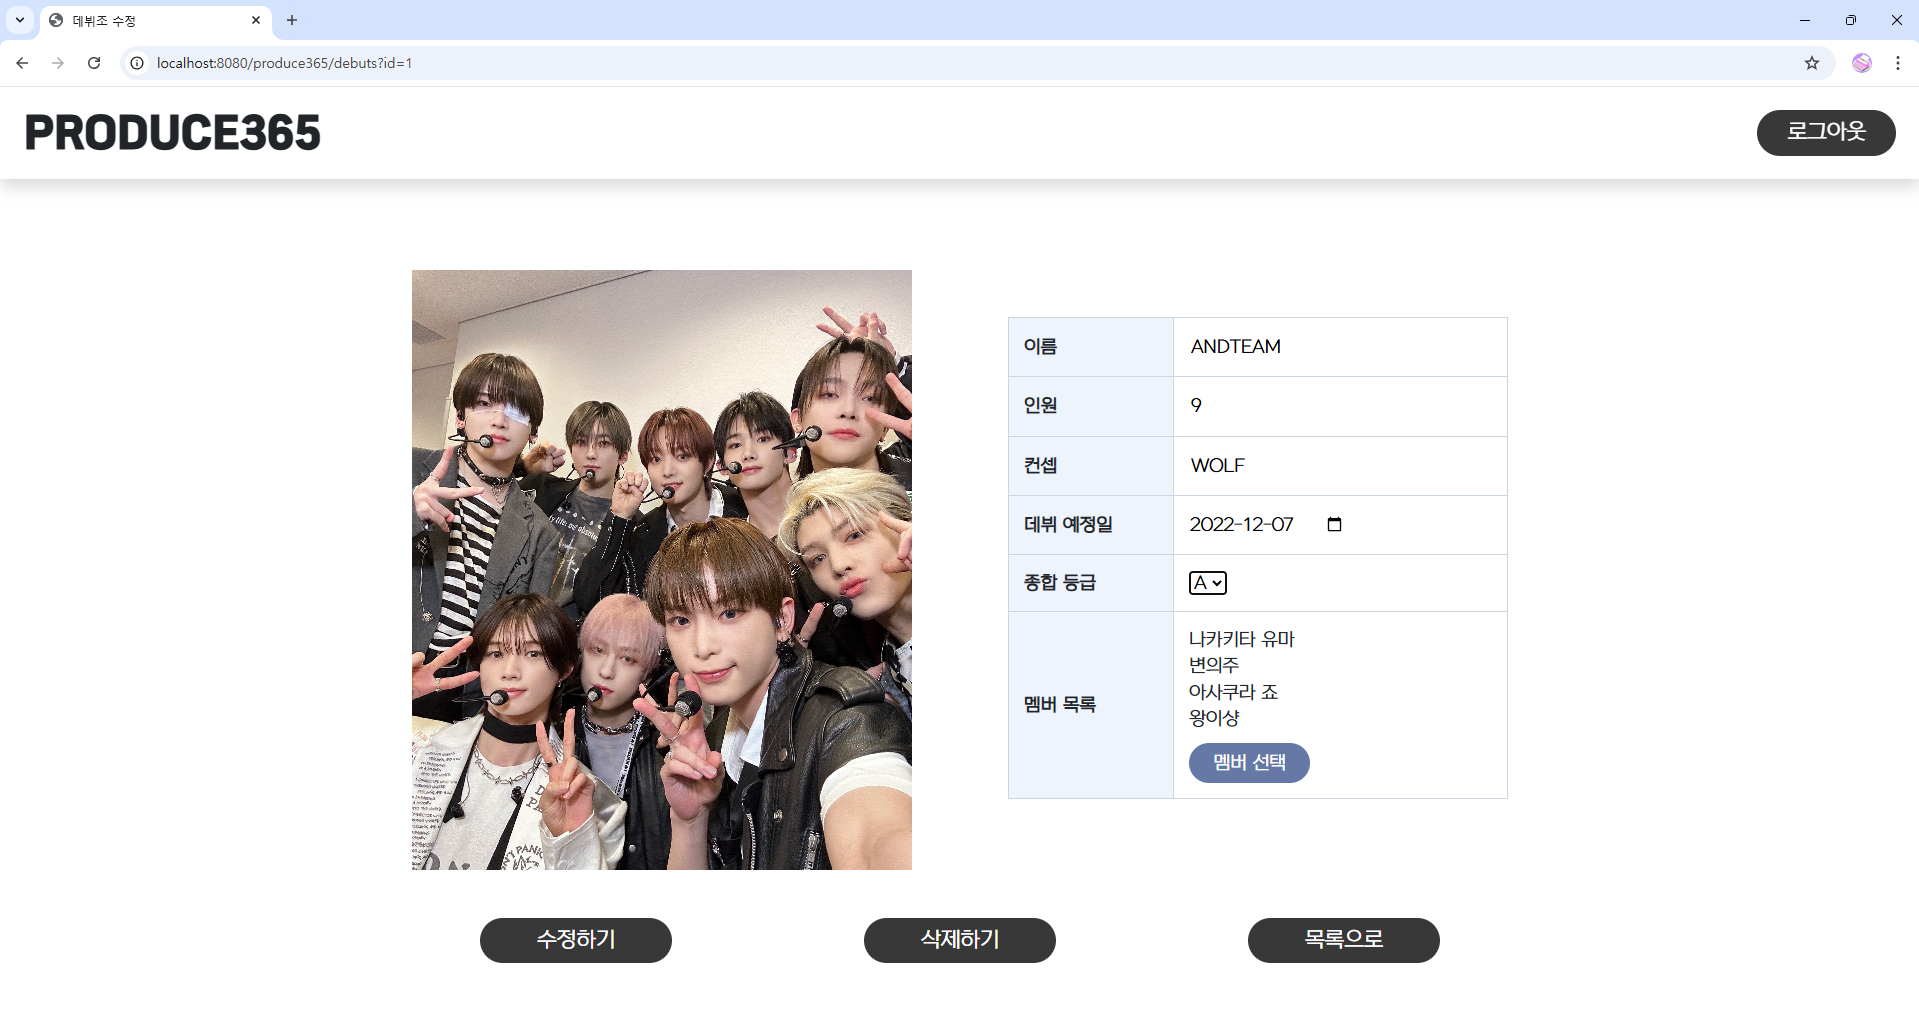 데뷔조 수정
localhost:8080/produce365/debuts?id=1
PRODUCE365
로그아웃
이름 ANDTEAM
인원 9
컨셉 WOLF
데뷔 예정일 2022-12-07
종합 등급 A
멤버 목록
나카키타 유마
변의주
아사쿠라 죠
왕이샹
멤버 선택
수정하기 삭제하기 목록으로